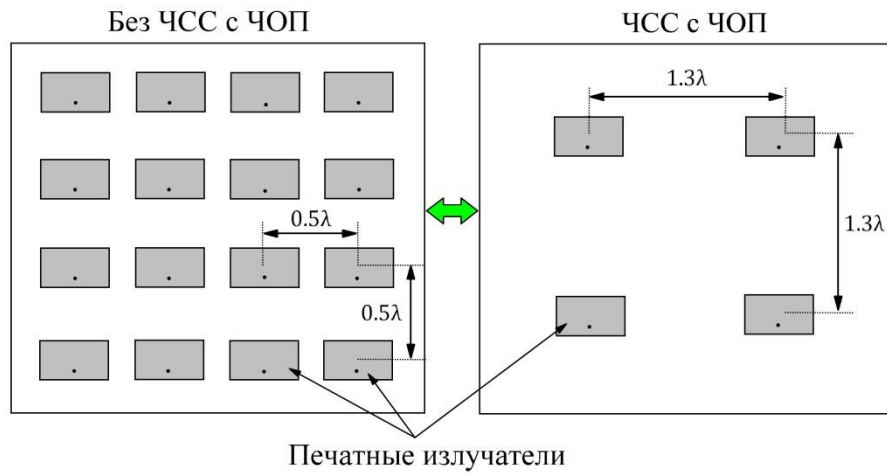 Без ЧСС с ЧОП
ЧСС с ЧОП
1.3λ
1.3λ
0.5λ
0.5λ
Печатные излучатели